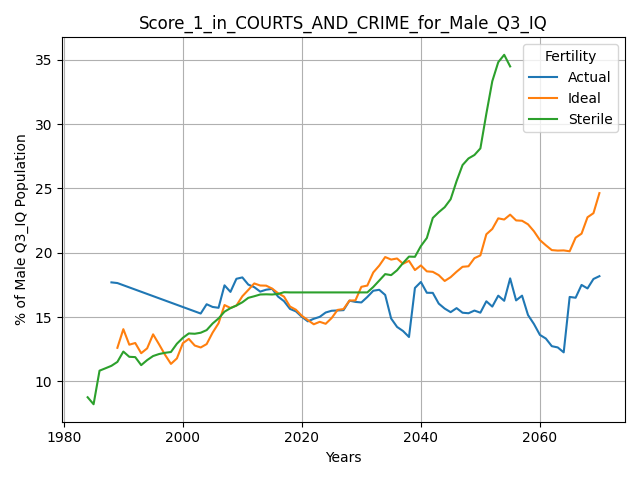 Score_1_in_COURTS_AND_CRIME_for_Male_Q3_IQ
% of Male Q3_IQ Population
35
30
25
20
15
10
Fertility
Actual
Ideal
Sterile
1980
2000
2020
2040
2060
Years